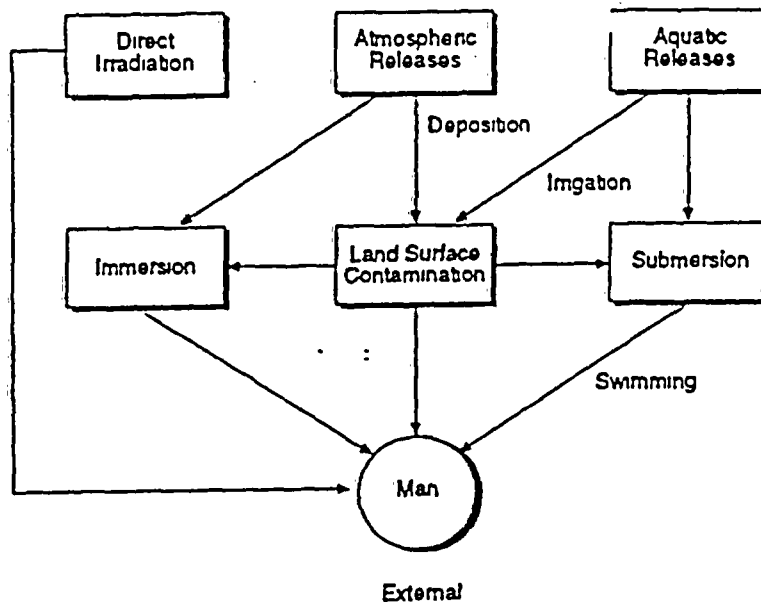 Direct
Irradiation
Atmospheric
Releases
Aquatic
Releases
Deposition
Irrigation
Immersion
Land Surface
Contamination
Submersion
Swimming
Man
External